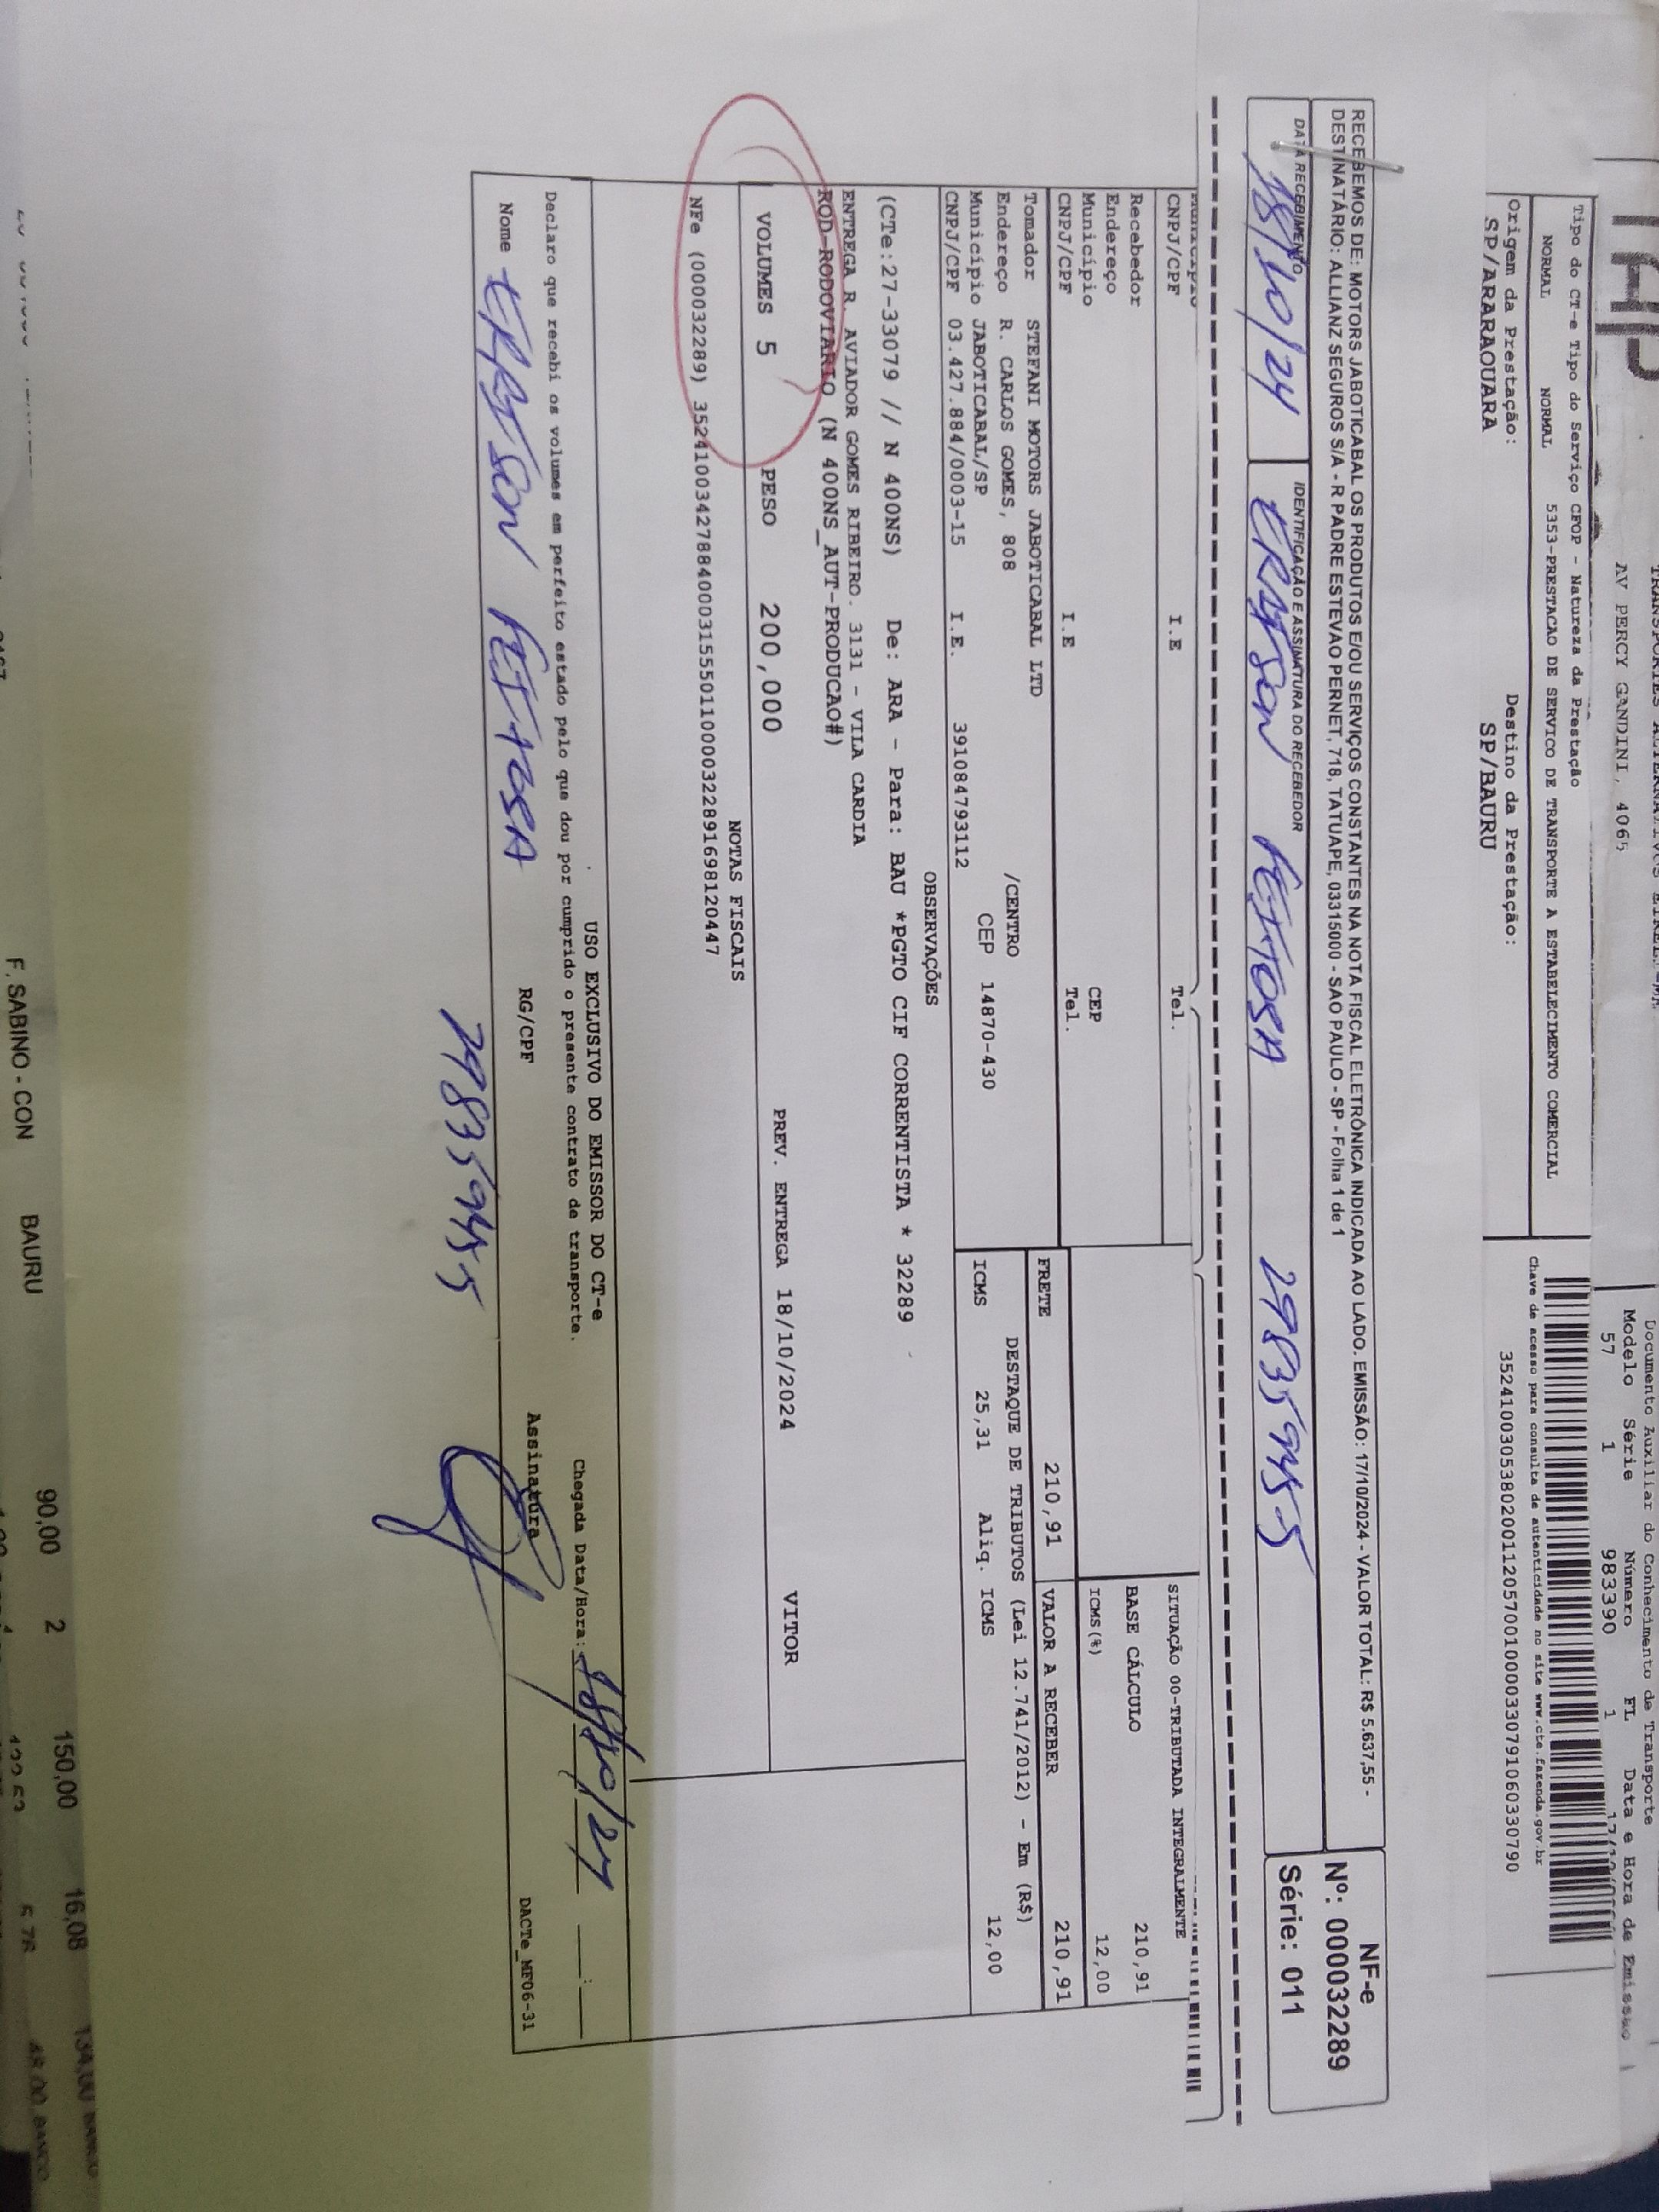 AV PERCY GANDINI, 4065
Documento Auxiliar do Conhecimento de Transporte
Modelo Série Número FL Data e Hora de Emissão
57 1 983390 1
Tipo do CT-e Tipo do Serviço CFOP - Natureza da Prestação
NORMAL NORMAL 5353-PRESTACAO DE SERVICO DE TRANSPORTE A ESTABELECIMENTO COMERCIAL
Chave de acesso para consulta de autenticidade no site www.cte.fazenda.gov.br
Origem da Prestação: Destino da Prestação:
SP/ARARAQUARA SP/BAURU
35241003053802001120570010000330791060330790
RECEBEMOS DE: MOTORS JABOTICABAL OS PRODUTOS E/OU SERVIÇOS CONSTANTES NA NOTA FISCAL ELETRÔNICA INDICADA AO LADO. EMISSÃO: 17/10/2024 - VALOR TOTAL: R$ 5.637,55 -
DESTINATÁRIO: ALLIANZ SEGUROS S/A - R PADRE ESTEVAO PERNET, 718, TATUAPE, 03315000 - SAO PAULO - SP - Folha 1 de 1
NF-e
Nº: 000032289
Série: 011
DATA RECEBIMENTO IDENTIFICAÇÃO E ASSINATURA DO RECEBEDOR
18/10/24 ERRISON FEITOSA 298359455
CNPJ/CPF I.E Tel.
SITUAÇÃO 00-TRIBUTADA INTEGRALMENTE
Recebedor
BASE CÁLCULO 210,91
Endereço
Município CEP
ICMS(%) 12,00
CNPJ/CPF I.E Tel.
FRETE 210,91 VALOR A RECEBER 210,91
Tomador STEFANI MOTORS JABOTICABAL LTD
Endereço R. CARLOS GOMES, 808 /CENTRO
DESTAQUE DE TRIBUTOS (Lei 12.741/2012) - Em (R$)
Município JABOTICABAL/SP CEP 14870-430
ICMS 25,31 Aliq. ICMS 12,00
CNPJ/CPF 03.427.884/0003-15 I.E. 391084793112
OBSERVAÇÕES
(CTe:27-33079 // N 400NS) De: ARA - Para: BAU *PGTO CIF CORRENTISTA * 32289
ENTREGA R. AVIADOR GOMES RIBEIRO. 3131 - VILA CARDIA
ROD-RODOVIARIO (N 400NS_AUT-PRODUCAO#)
VOLUMES 5 PESO 200,000 PREV. ENTREGA 18/10/2024 VITOR
NOTAS FISCAIS
NFe (000032289) 35241003427884000315550110000322891698120447
USO EXCLUSIVO DO EMISSOR DO CT-e
Declaro que recebi os volumes em perfeito estado pelo que dou por cumprido o presente contrato de transporte.
Chegada Data/Hora: 18/10/24 __:__
Nome ERRISON FEITOSA RG/CPF 298359455 Assinatura
DACTe_MF06-31
F. SABINO - CON BAURU 90,00 2 150,00 16,08